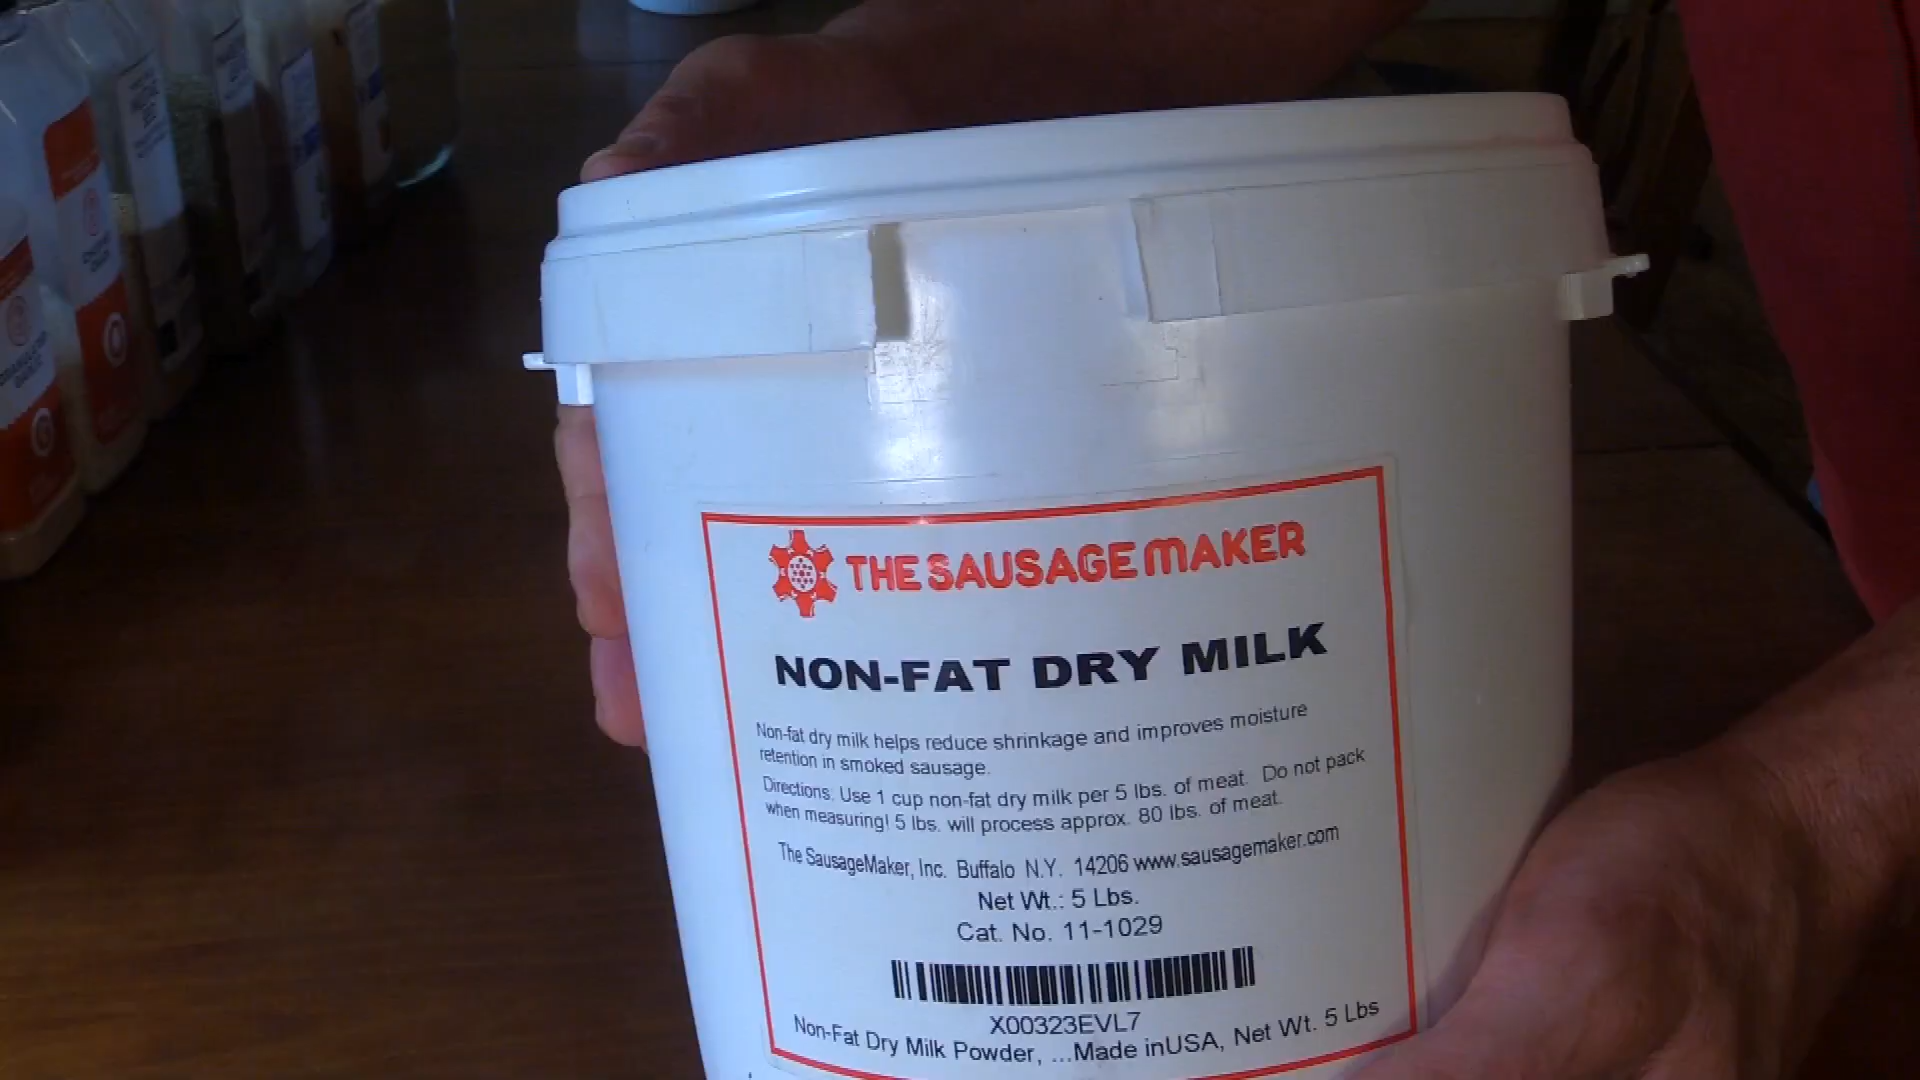 THE SAUSAGE MAKER
NON-FAT DRY MILK
Non-fat dry milk helps reduce shrinkage and improves moisture
retention in smoked sausage.
Directions. Use 1 cup non-fat dry milk per 5 lbs. of meat. Do not pack
when measuring! 5 lbs. will process approx. 80 lbs. of meat.
The SausageMaker, Inc. Buffalo N.Y. 14206 www.sausagemaker.com
Net Wt.: 5 Lbs.
Cat. No. 11-1029
X00323EVL7
Non-Fat Dry Milk Powder, ...Made inUSA, Net Wt. 5 Lbs